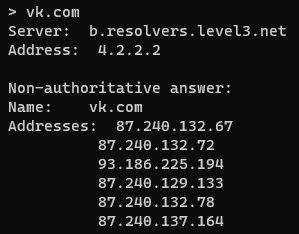 > vk.com
Server:  b.resolvers.level3.net
Address:  4.2.2.2

Non-authoritative answer:
Name:    vk.com
Addresses:  87.240.132.67
          87.240.132.72
          93.186.225.194
          87.240.129.133
          87.240.132.78
          87.240.137.164